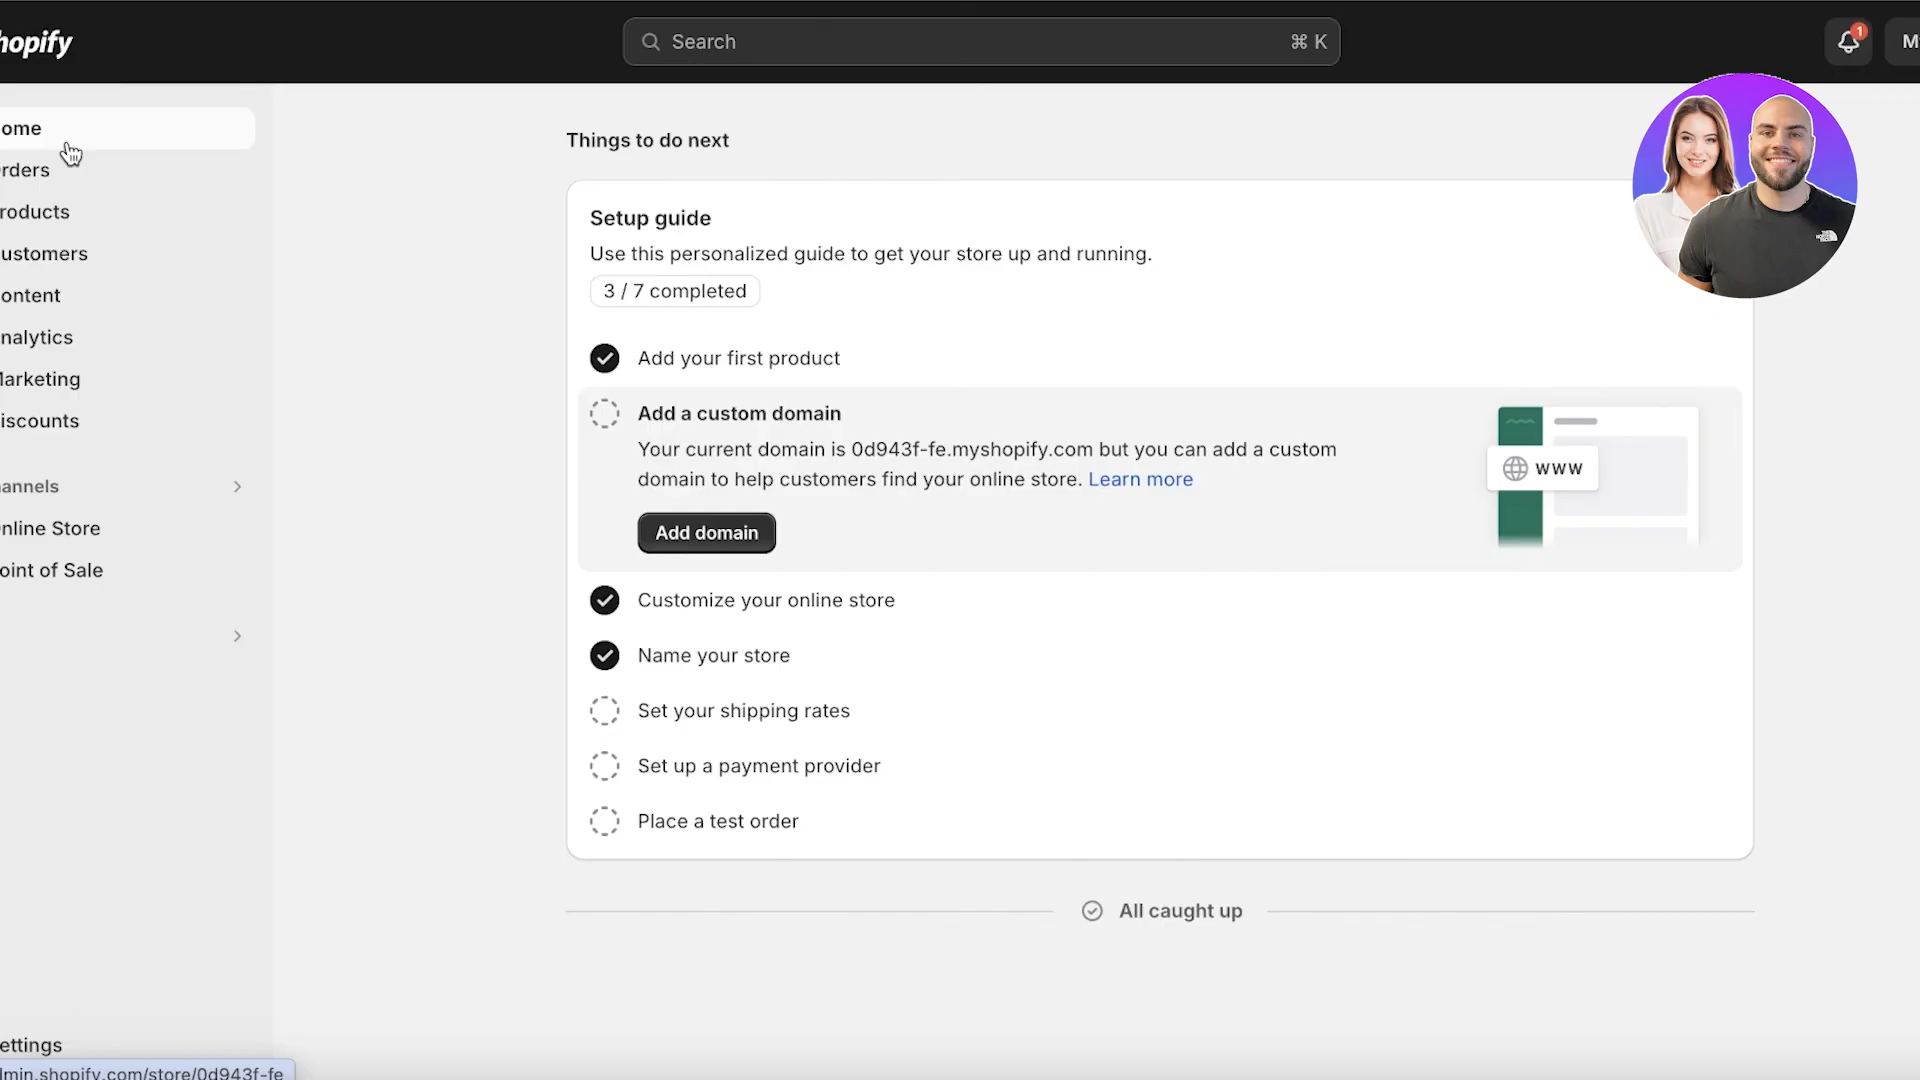 hopify
Search
⌘ K
1
M
ome
rders
roducts
ustomers
ontent
nalytics
arketing
iscounts
annels
nline Store
oint of Sale
ettings
dmin.shopify.com/store/0d943f-fe
Things to do next
Setup guide
Use this personalized guide to get your store up and running.
3 / 7 completed
Add your first product
Add a custom domain
Your current domain is 0d943f-fe.myshopify.com but you can add a custom
domain to help customers find your online store. Learn more
Add domain
www
Customize your online store
Name your store
Set your shipping rates
Set up a payment provider
Place a test order
All caught up